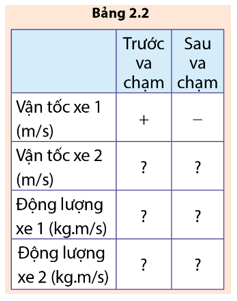 Bảng 2.2
Trước Sau
va va
chạm chạm
Vận tốc xe 1 + −
(m/s)
Vận tốc xe 2 ? ?
(m/s)
Động lượng ? ?
xe 1 (kg.m/s)
Động lượng ? ?
xe 2 (kg.m/s)